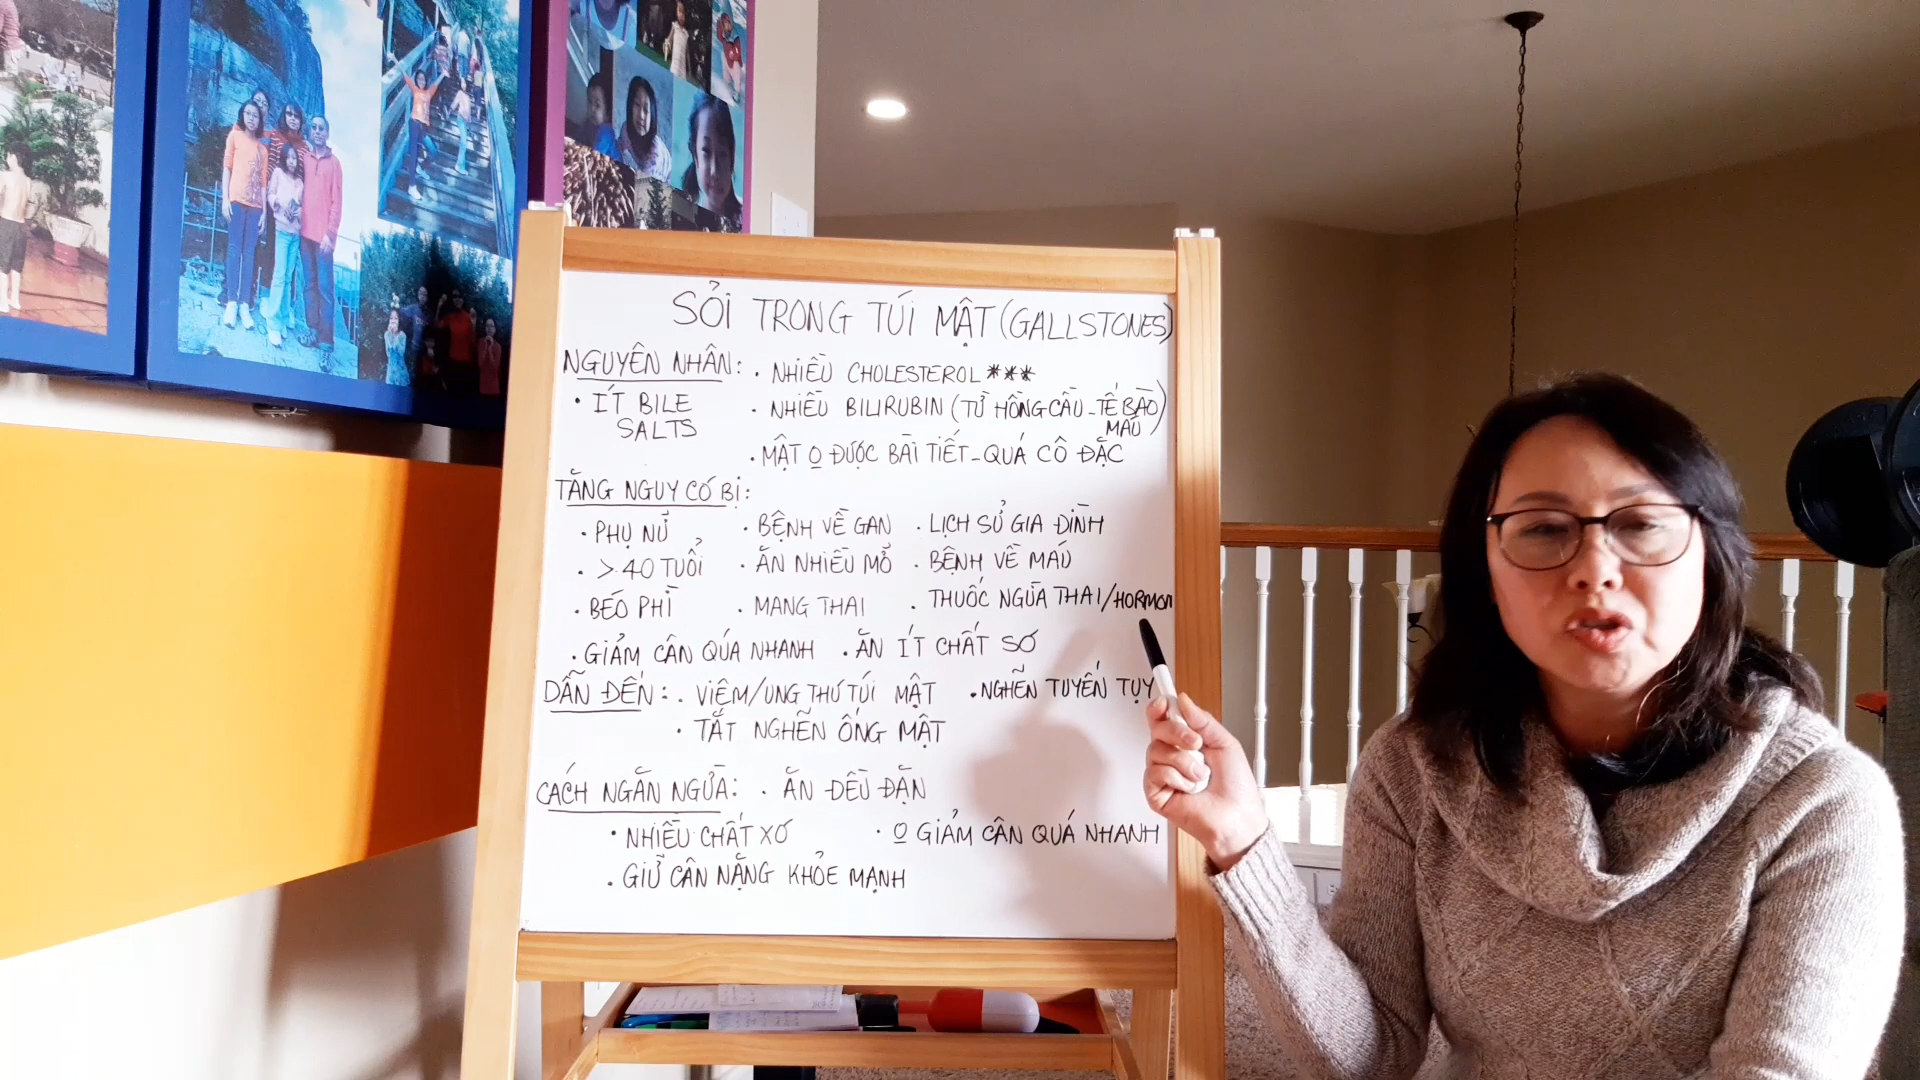 SỎI TRONG TÚI MẬT (GALLSTONES)
NGUYÊN NHÂN: • NHIỀU CHOLESTEROL ***
• ÍT BILE SALTS
• NHIỀU BILIRUBIN (TỪ HỒNG CẦU - TẾ BÀO MÁU)
• MẬT O ĐƯỢC BÀI TIẾT - QUÁ CÔ ĐẶC
TĂNG NGUY CƠ BỊ:
• PHỤ NỮ • BỆNH VỀ GAN • LỊCH SỬ GIA ĐÌNH
• > 40 TUỔI • ĂN NHIỀU MỠ • BỆNH VỀ MÁU
• BÉO PHÌ • MANG THAI • THUỐC NGỪA THAI/HORMON
• GIẢM CÂN QÚA NHANH • ĂN ÍT CHẤT SƠ
DẪN ĐẾN: • VIÊM/UNG THƯ TÚI MẬT • NGHẼN TUYẾN TỤY
• TẮT NGHẼN ỐNG MẬT
CÁCH NGĂN NGỪA: • ĂN ĐỀU ĐẶN
• NHIỀU CHẤT XƠ • O GIẢM CÂN QUÁ NHANH
• GIỮ CÂN NẶNG KHỎE MẠNH